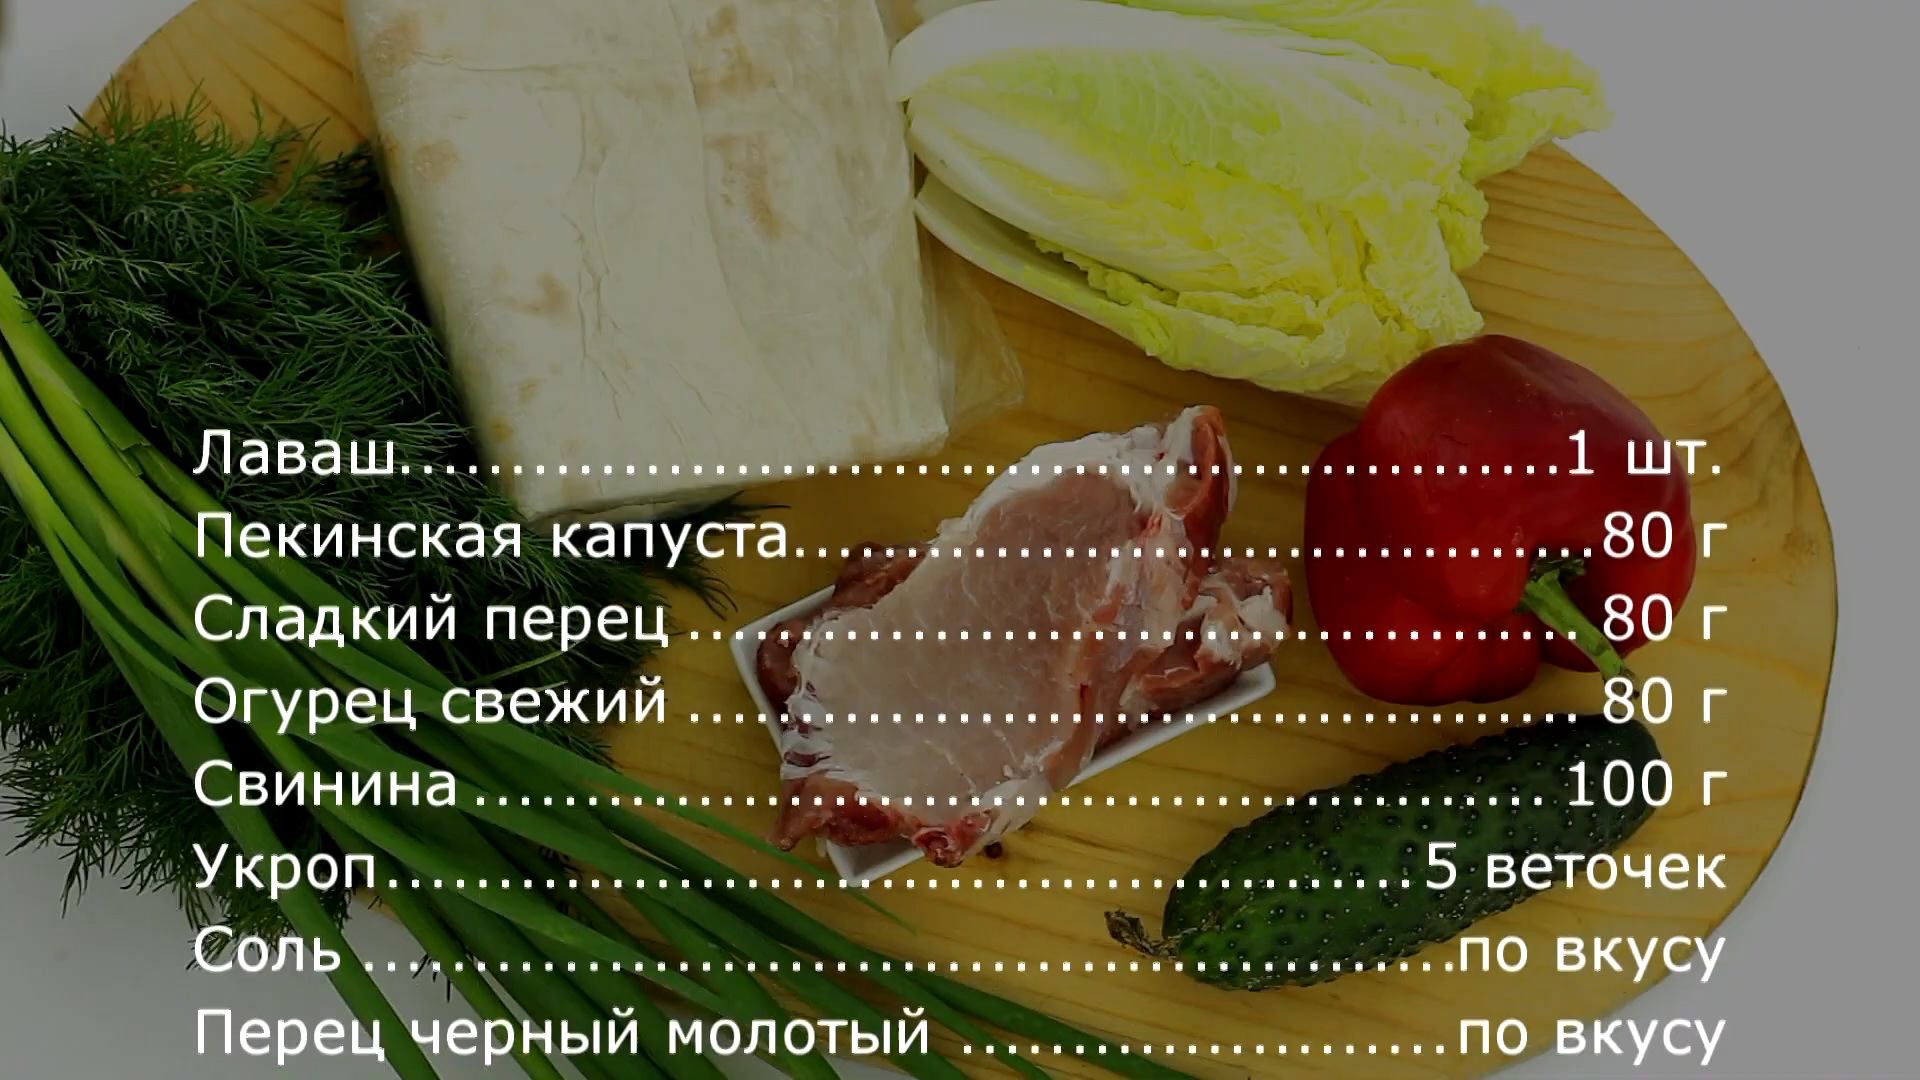 Лаваш......................................................1 шт.
Пекинская капуста....................................80 г
Сладкий перец ........................................ 80 г
Огурец свежий ........................................ 80 г
Свинина ................................................ 100 г
Укроп..............................................5 веточек
Соль .................................................по вкусу
Перец черный молотый ......................по вкусу